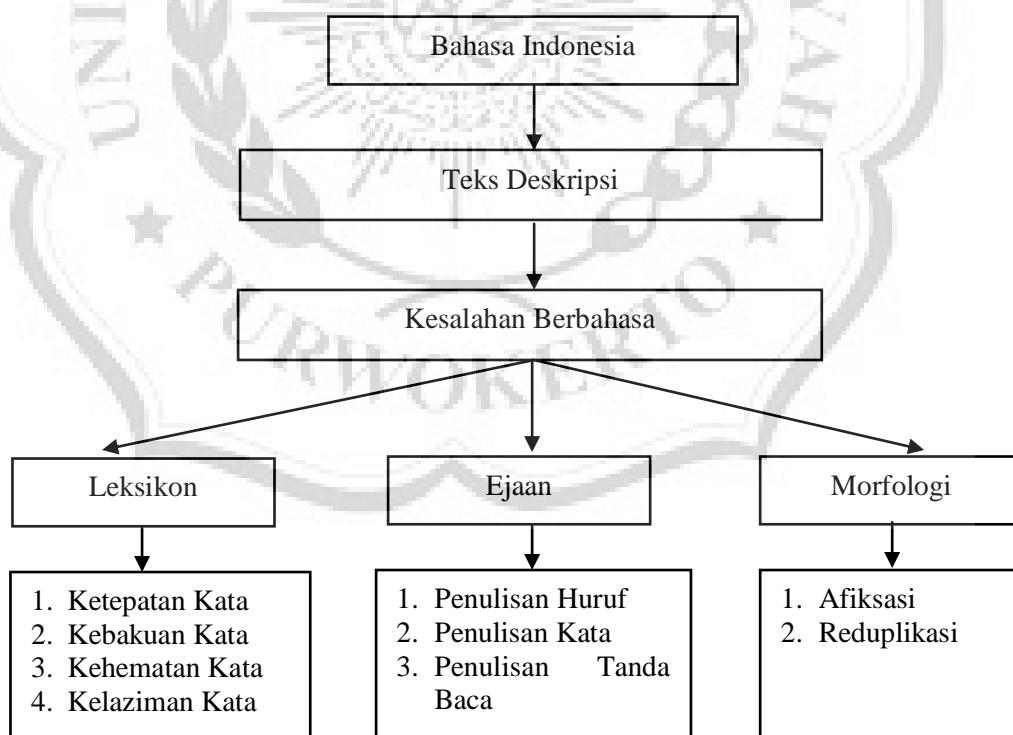 Bahasa Indonesia
Teks Deskripsi
PURWOKERTO
Kesalahan Berbahasa
Leksikon
Ejaan
Morfologi
1. Ketepatan Kata
2. Kebakuan Kata
3. Kehematan Kata
4. Kelaziman Kata
1. Penulisan Huruf
2. Penulisan Kata
3. Penulisan Tanda
Baca
1. Afiksasi
2. Reduplikasi